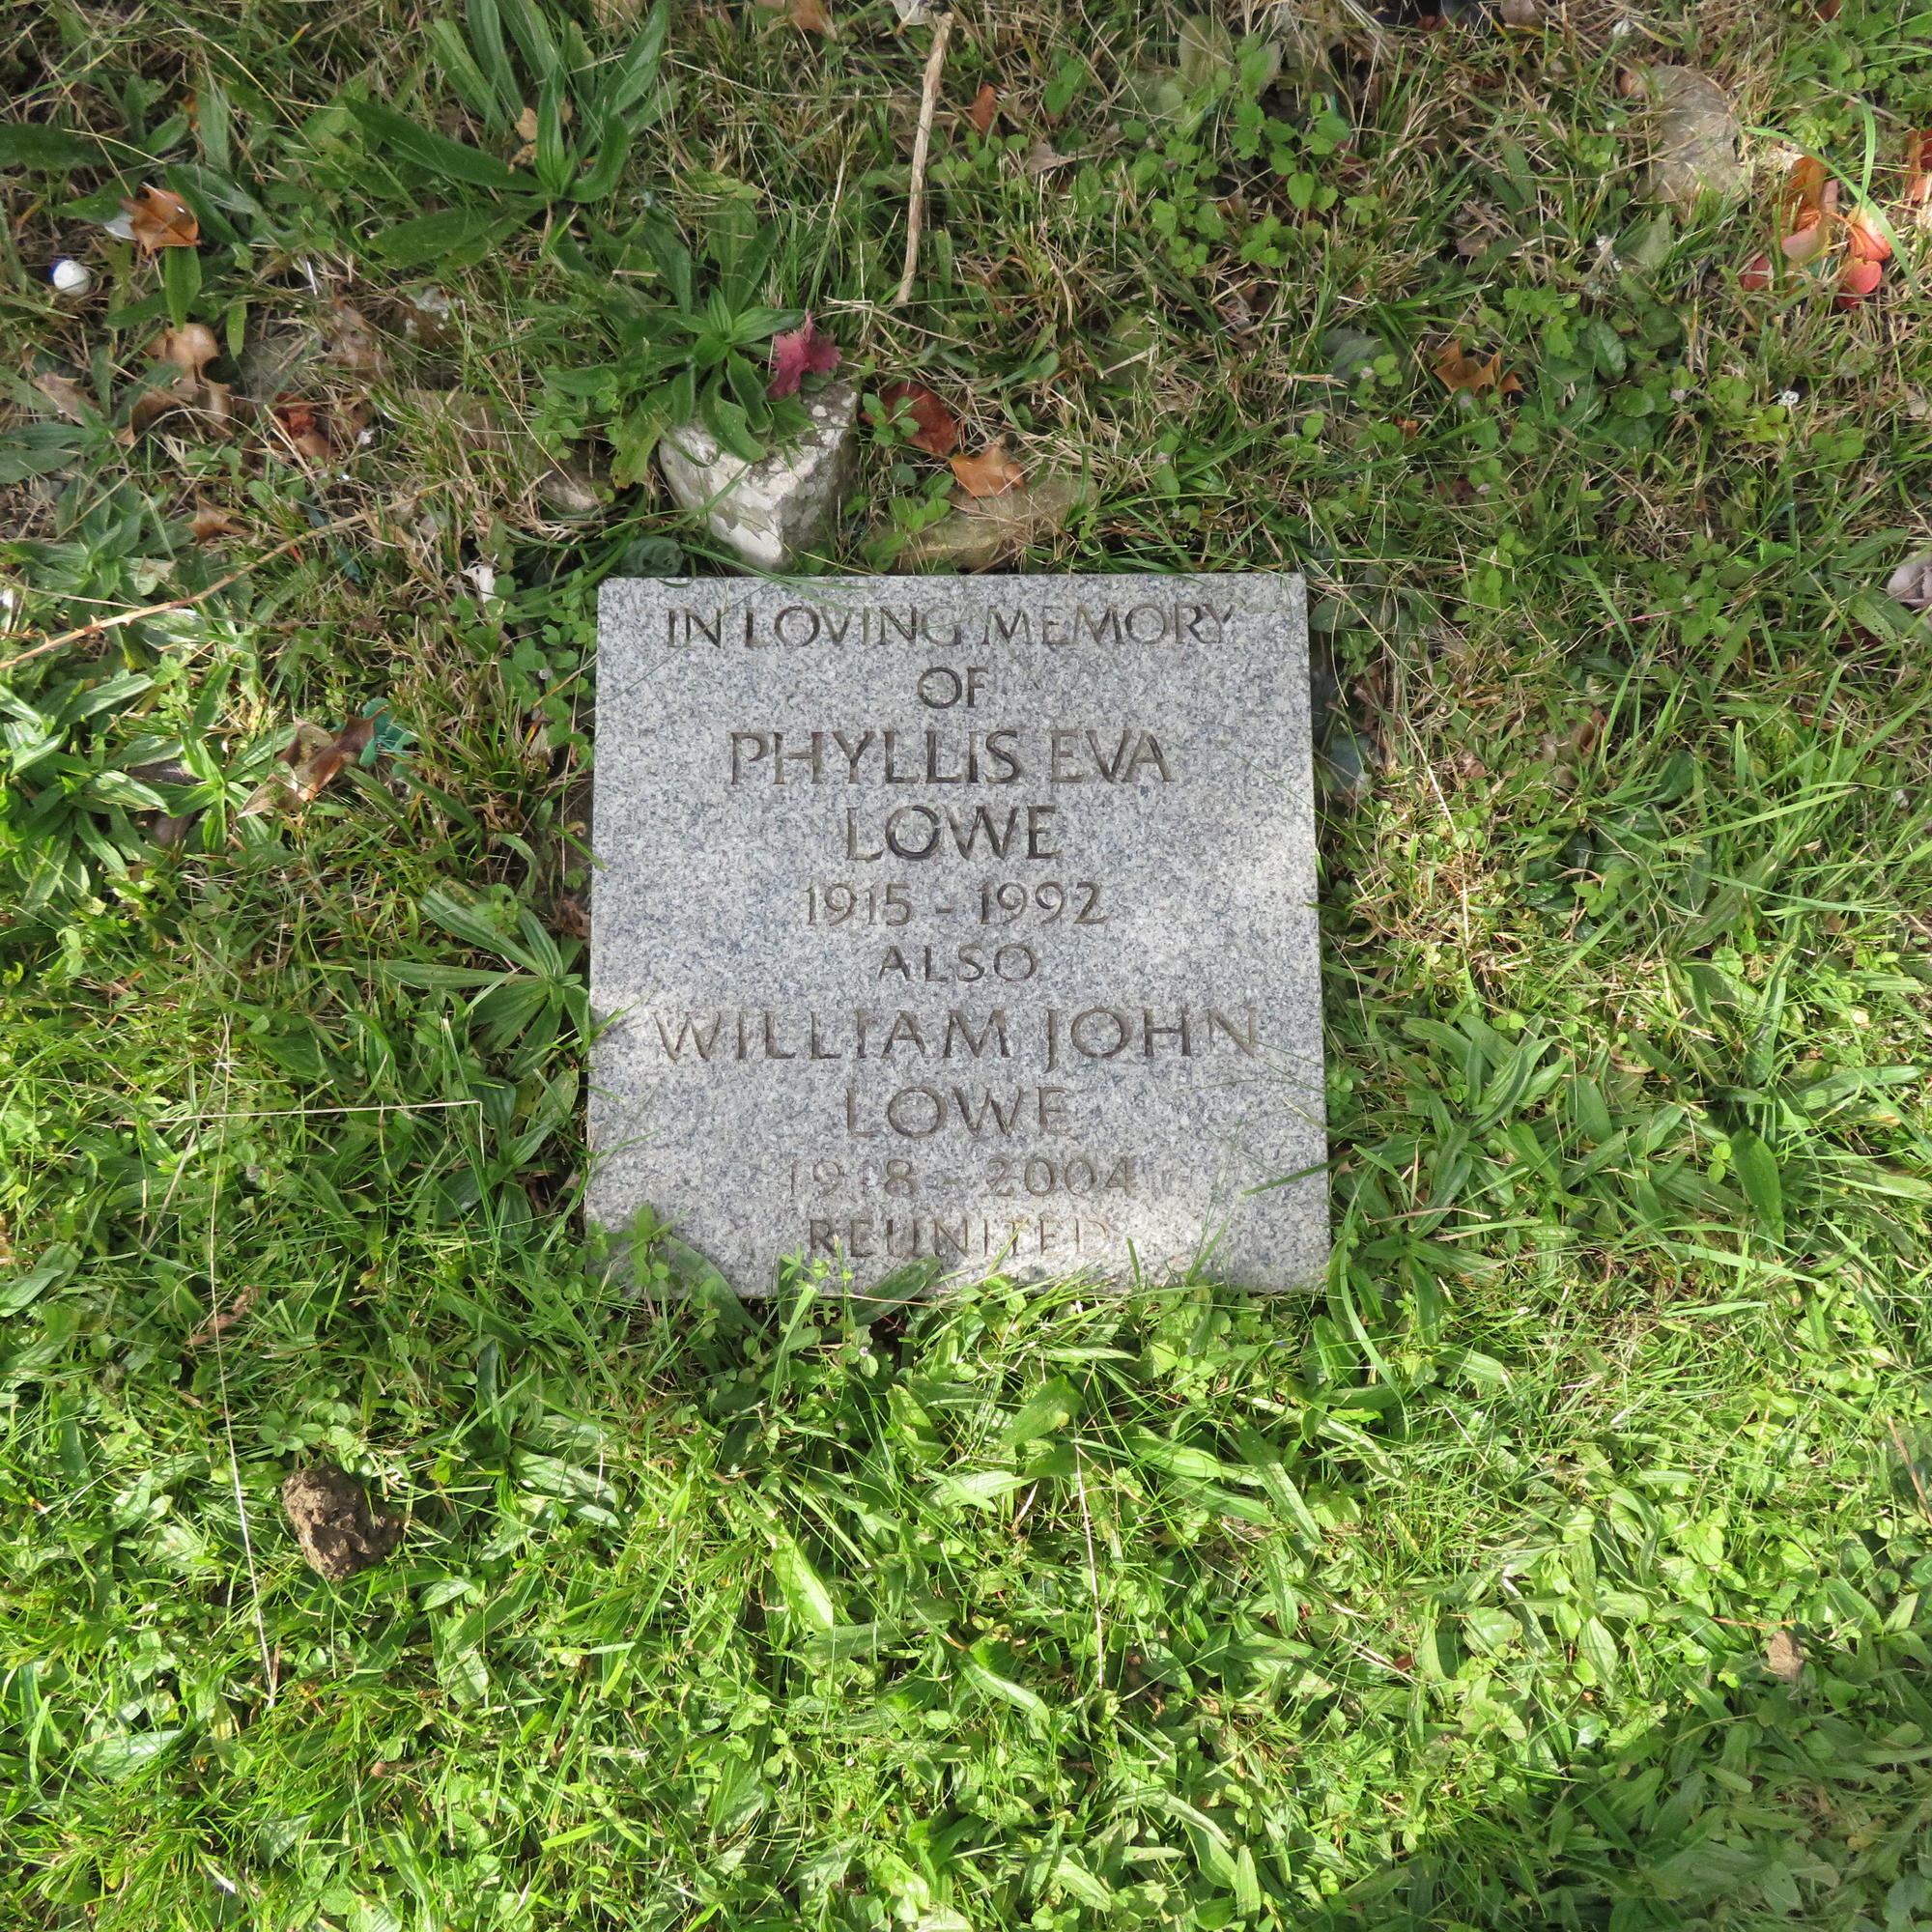 IN LOVING MEMORY
OF
PHYLLIS EVA
LOWE
1915 - 1992
ALSO
WILLIAM JOHN
LOWE
1918 - 2004
REUNITED